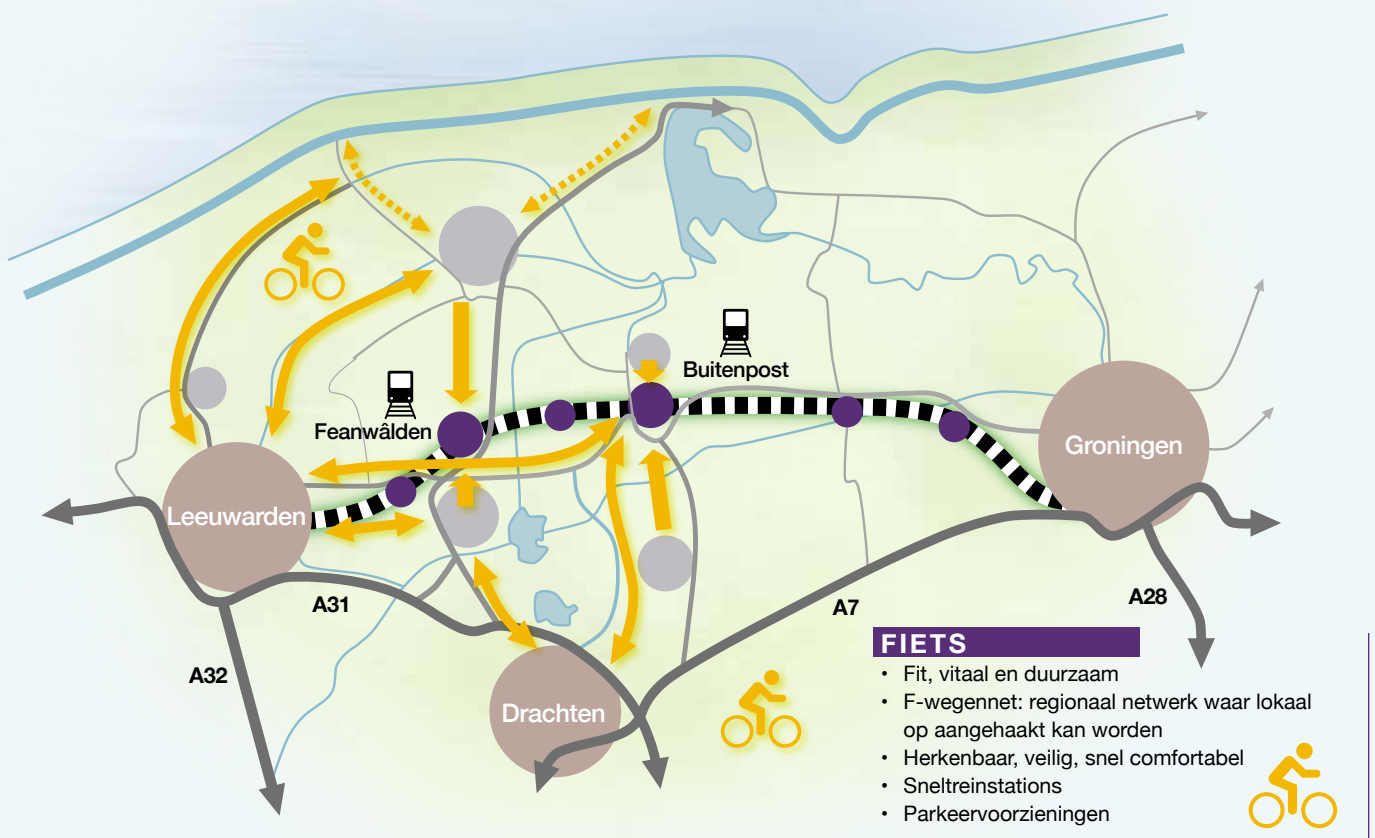 Buitenpost
Feanwâlden
Groningen
Leeuwarden
A31
A7
A28
A32
Drachten
FIETS
• Fit, vitaal en duurzaam
• F-wegennet: regionaal netwerk waar lokaal
op aangehaakt kan worden
• Herkenbaar, veilig, snel comfortabel
• Sneltreinstations
• Parkeervoorzieningen